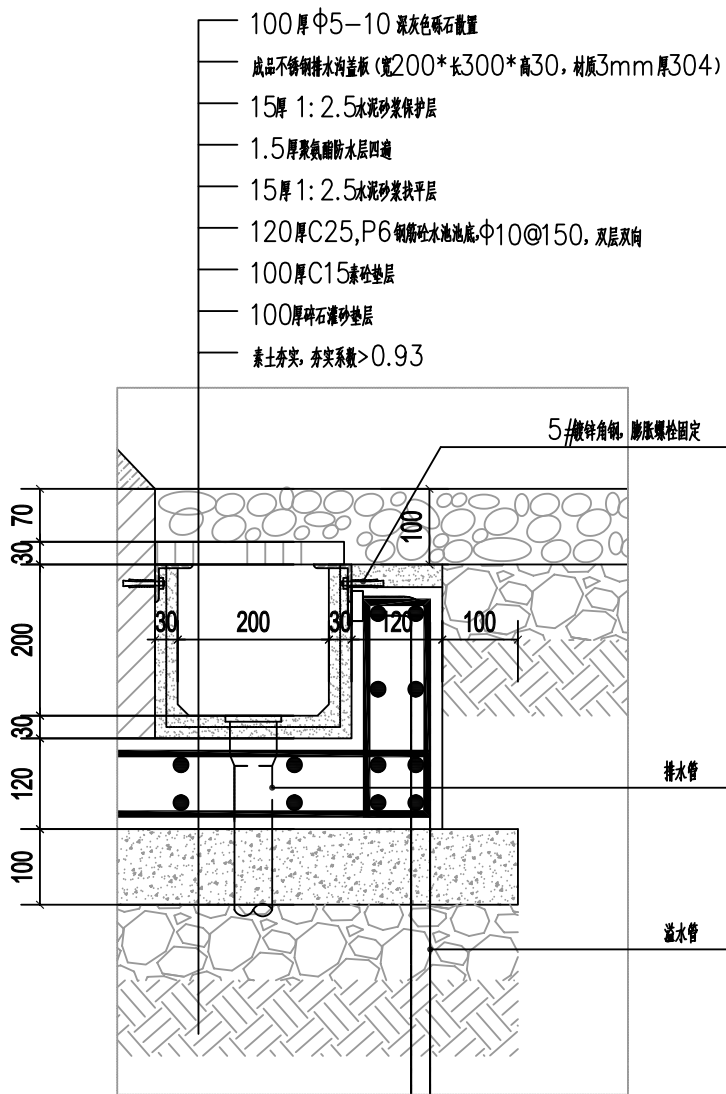 100厚Φ5-10 深灰色砾石散置
成品不锈钢排水沟盖板（宽200*长300*高30，材质3mm厚304）
15厚 1: 2.5水泥砂浆保护层
1.5厚聚氨酯防水层四遍
15厚 1: 2.5水泥砂浆找平层
120厚C25,P6 钢筋砼水池池底,Φ10@150, 双层双向
100厚C15素砼垫层
100厚碎石灌砂垫层
素土夯实, 夯实系数>0.93
5#镀锌角钢, 膨胀螺栓固定
70
100
30
30
200
30
120
100
200
30
120
排水管
100
溢水管